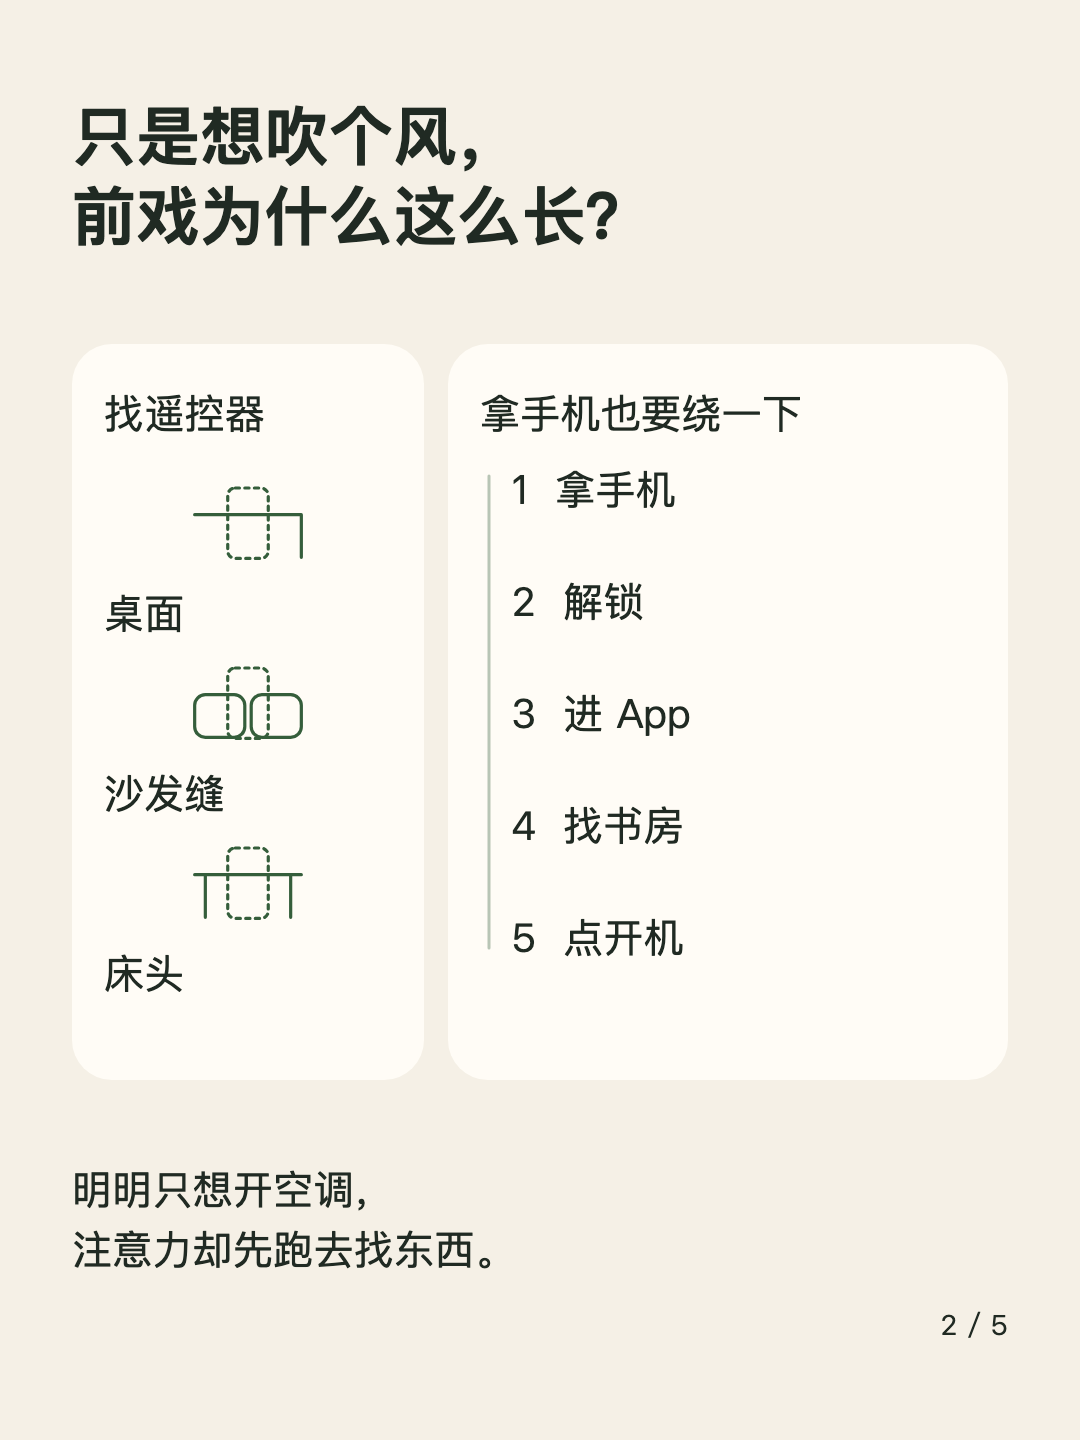 只是想吹个风，
前戏为什么这么长？
找遥控器
桌面
沙发缝
床头
拿手机也要绕一下
1 拿手机
2 解锁
3 进 App
4 找书房
5 点开机
明明只想开空调，
注意力却先跑去找东西。
2 / 5